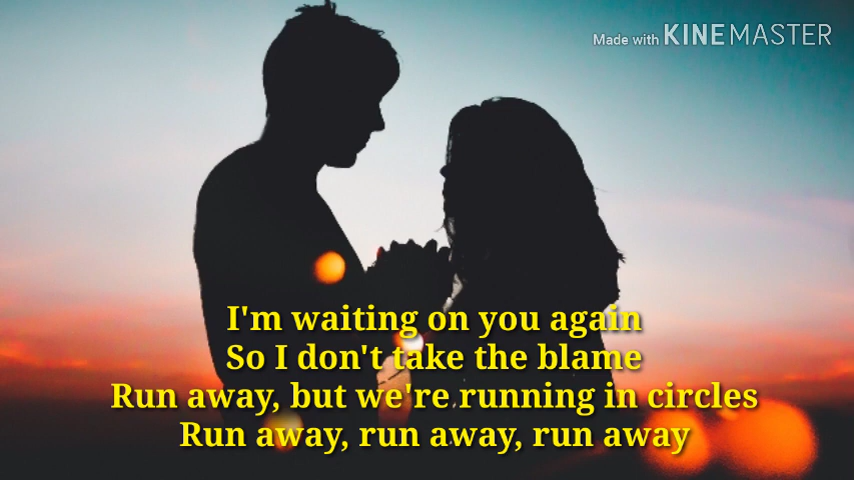 Made with KINEMASTER
I'm waiting on you again
So I don't take the blame
Run away, but we're running in circles
Run away, run away, run away